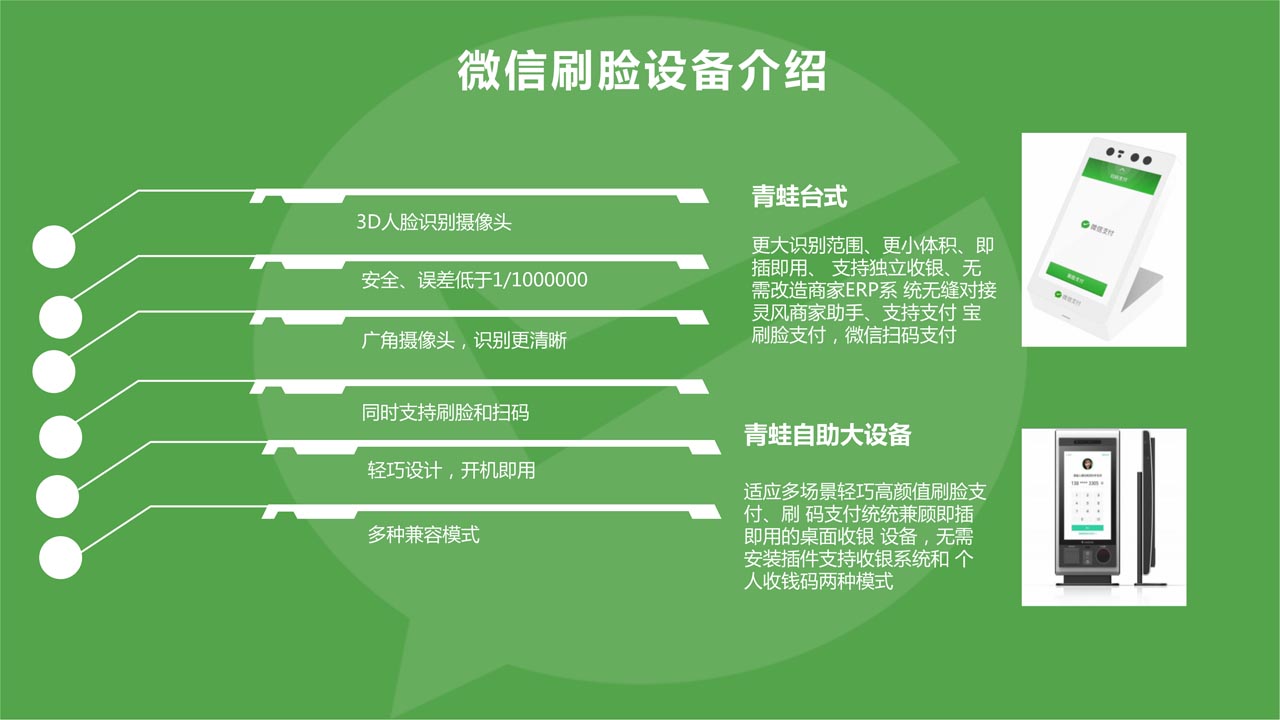 微信刷脸设备介绍
3D人脸识别摄像头
安全、误差低于1/1000000
广角摄像头，识别更清晰
同时支持刷脸和扫码
轻巧设计，开机即用
多种兼容模式
青蛙台式
更大识别范围、更小体积、即
插即用、 支持独立收银、无
需改造商家ERP系 统无缝对接
灵风商家助手、支持支付 宝
刷脸支付，微信扫码支付
微信支付
刷脸支付
微信支付
青蛙自助大设备
适应多场景轻巧高颜值刷脸支
付、刷 码支付统统兼顾即插
即用的桌面收银 设备，无需
安装插件支持收银系统和 个
人收钱码两种模式